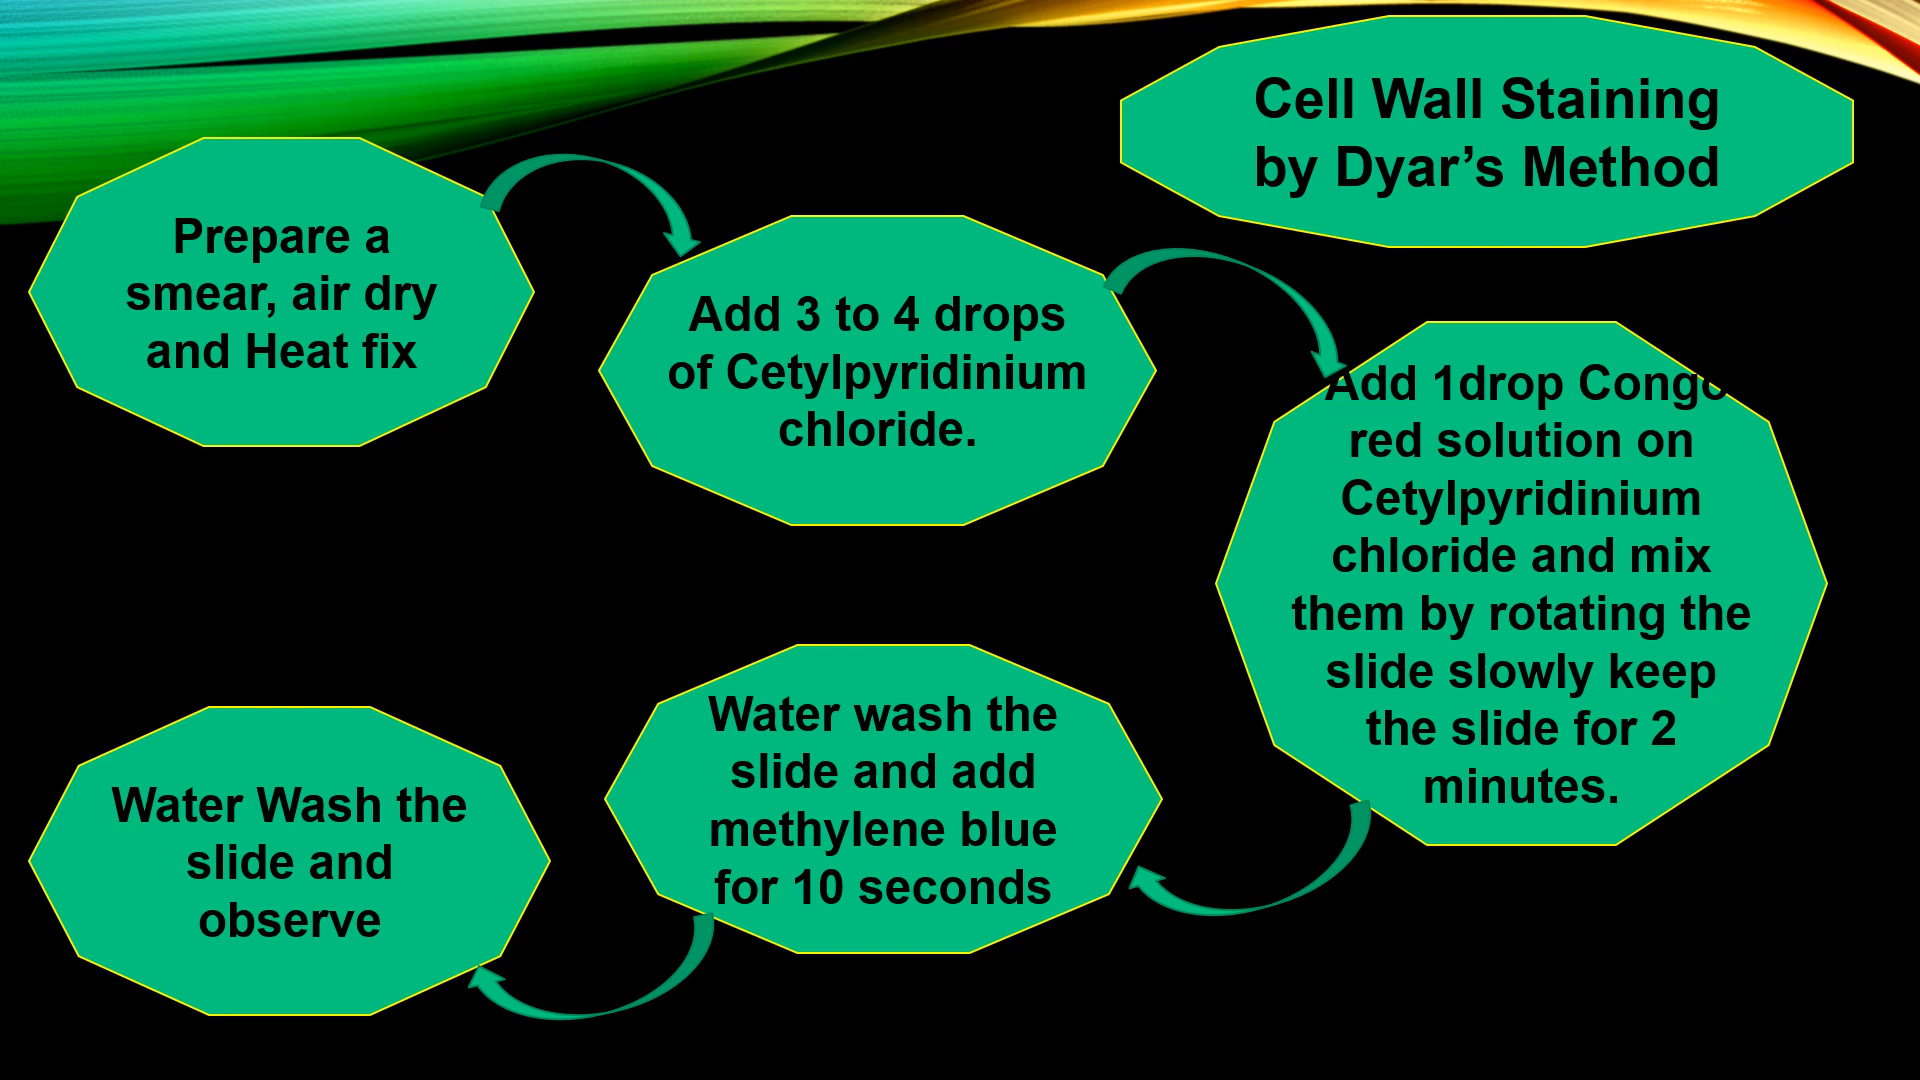 Cell Wall Staining
by Dyar’s Method
Prepare a
smear, air dry
and Heat fix
Add 3 to 4 drops
of Cetylpyridinium
chloride.
Add 1drop Congo
red solution on
Cetylpyridinium
chloride and mix
them by rotating the
slide slowly keep
the slide for 2
minutes.
Water wash the
slide and add
methylene blue
for 10 seconds
Water Wash the
slide and
observe